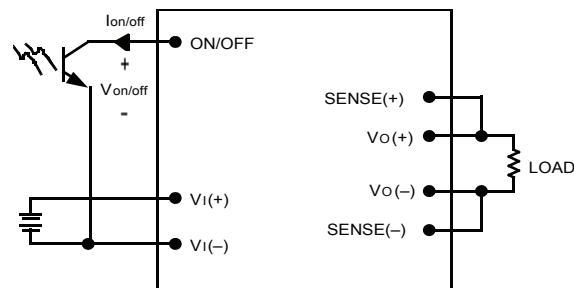 Ion/off
ON/OFF
+
Von/off
-
SENSE(+)
VO(+)
LOAD
VO(–)
VI(+)
SENSE(–)
VI(–)